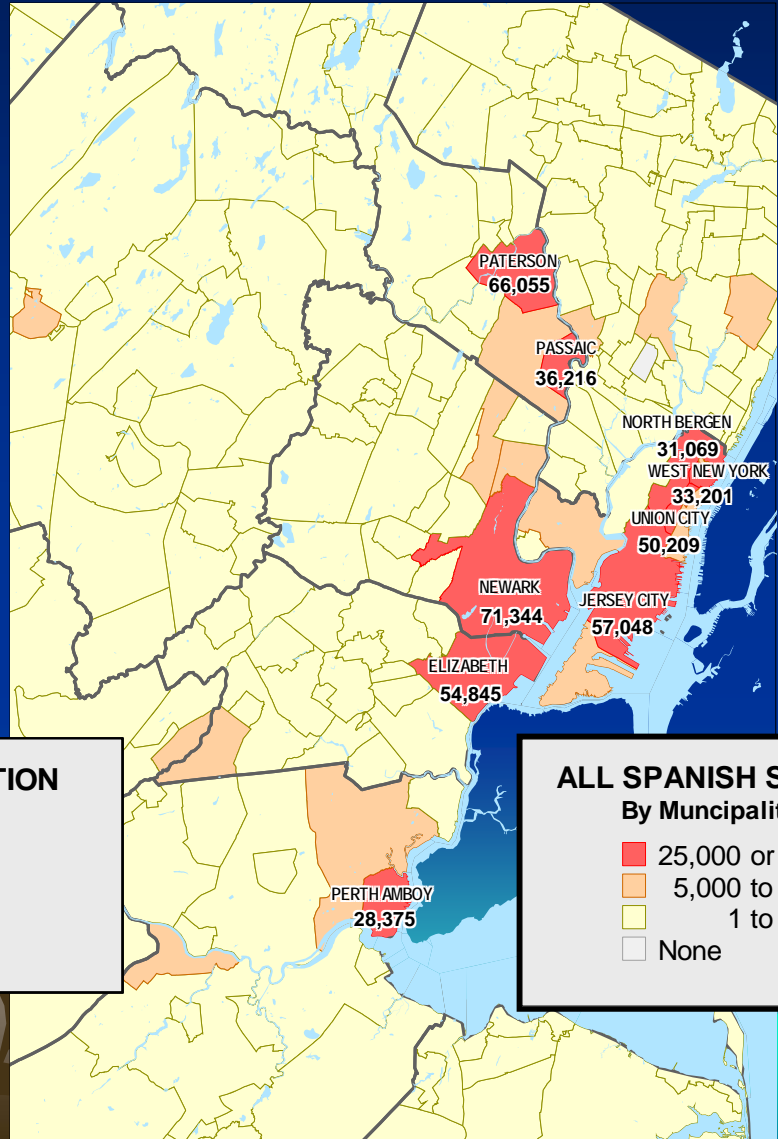 PATERSON
66,055
PASSAIC
36,216
NORTH BERGEN
31,069
WEST NEW YORK
33,201
UNION CITY
50,209
NEWARK
71,344
JERSEY CITY
57,048
ELIZABETH
54,845
PERTH AMBOY
28,375
TION
ALL SPANISH S
By Muncipalit
25,000 or
5,000 to
1 to
None